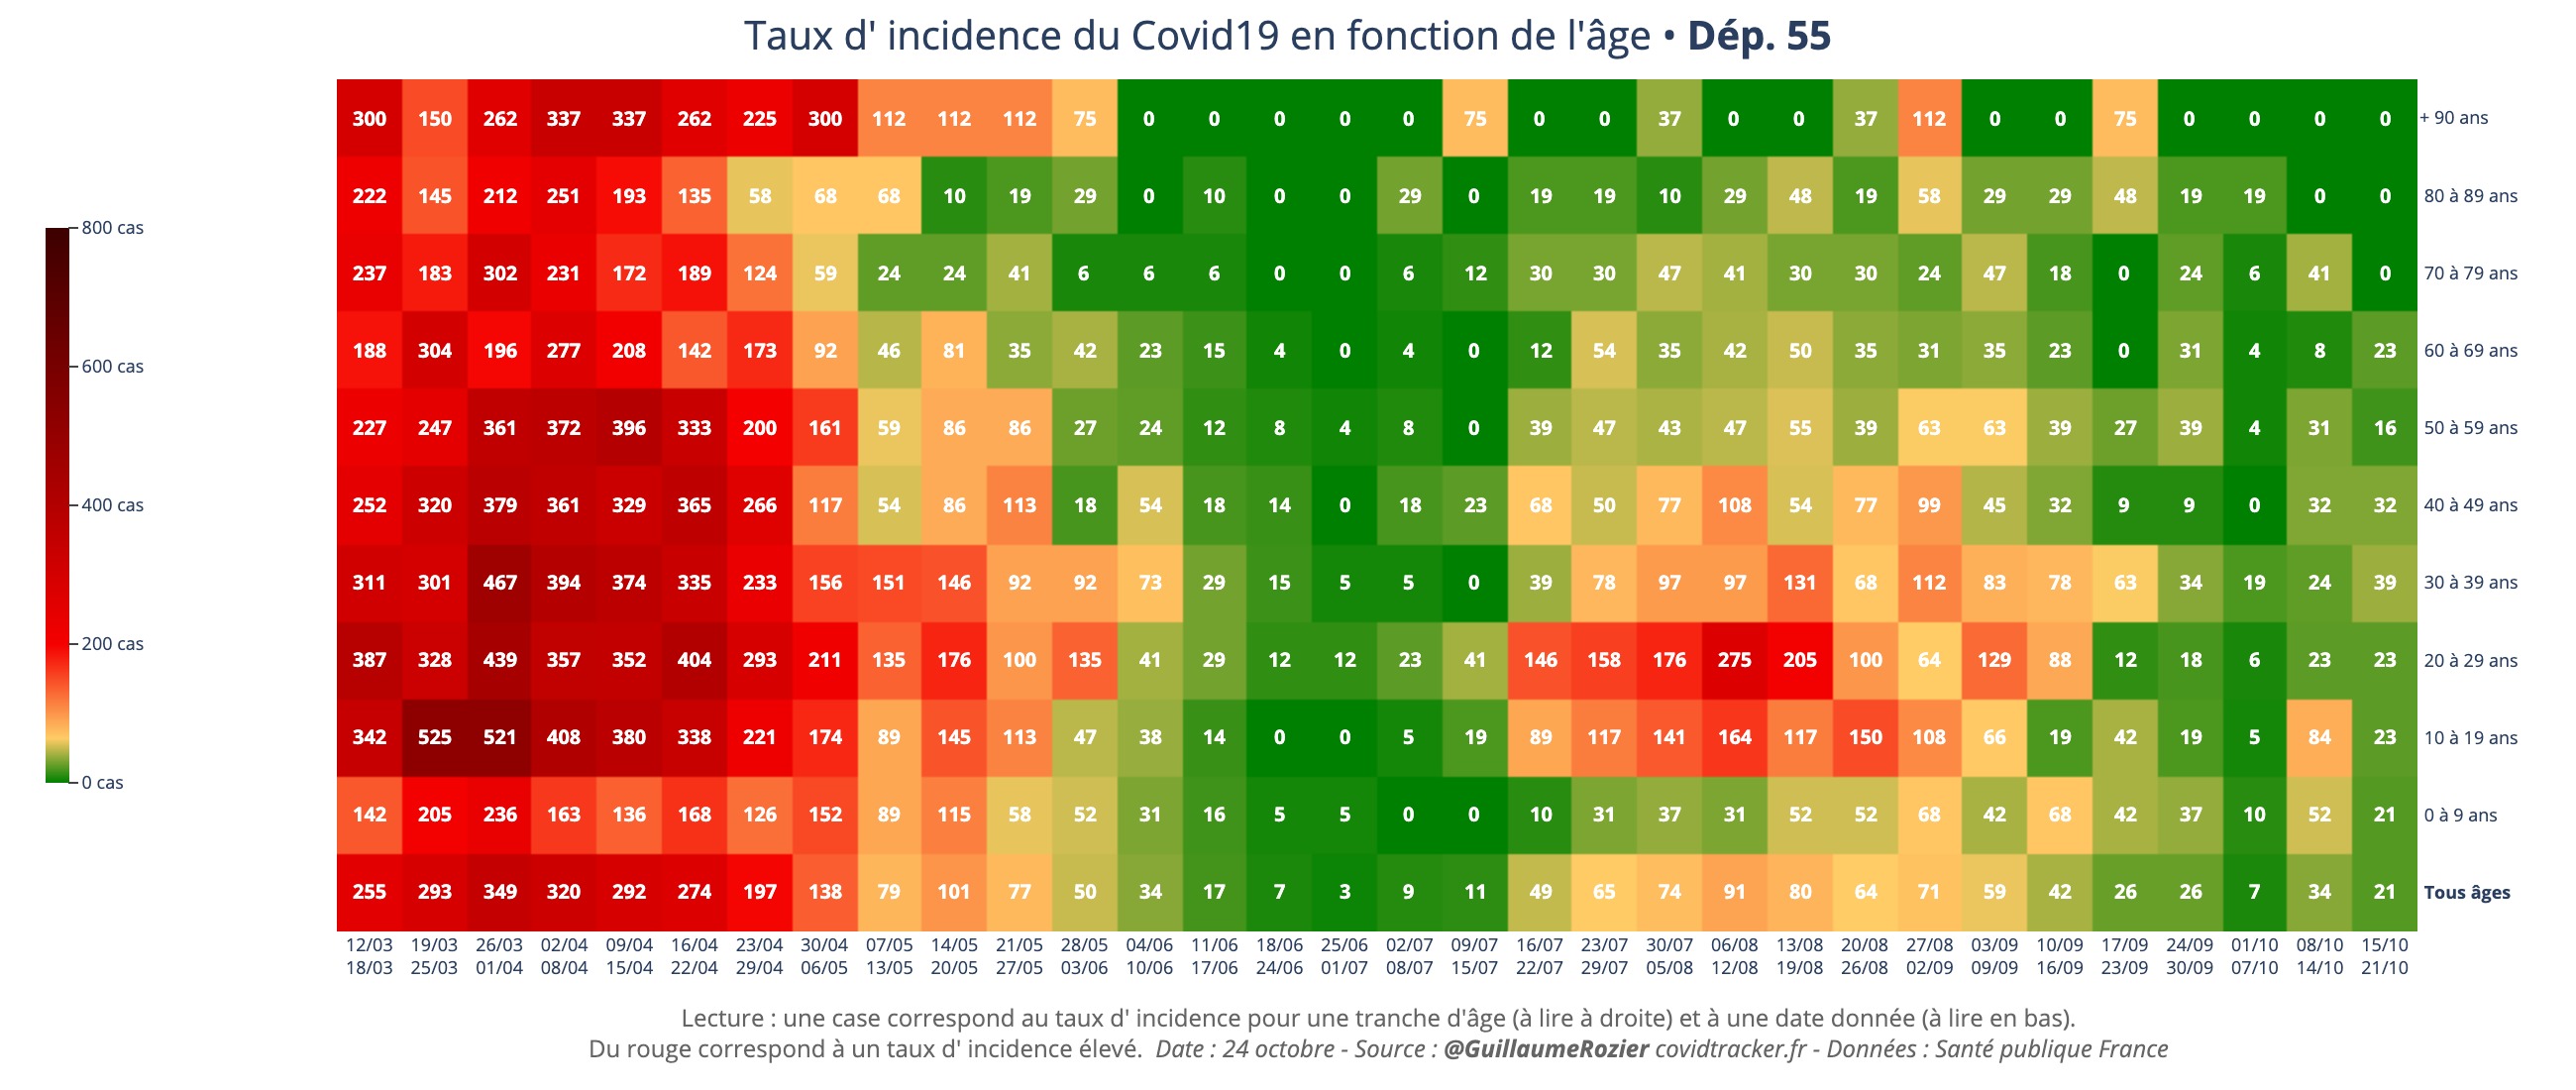 Taux d' incidence du Covid19 en fonction de l'âge • Dép. 55
800 cas
600 cas
400 cas
200 cas
0 cas
300 150 262 337 337 262 225 300 112 112 112 75 0 0 0 0 0 75 0 0 37 0 0 37 112 0 0 75 0 0 0 0 + 90 ans
222 145 212 251 193 135 58 68 68 10 19 29 0 10 0 0 29 0 19 19 10 29 48 19 58 29 29 48 19 19 0 0 80 à 89 ans
237 183 302 231 172 189 124 59 24 24 41 6 6 6 0 0 6 12 30 30 47 41 30 30 24 47 18 0 24 6 41 0 70 à 79 ans
188 304 196 277 208 142 173 92 46 81 35 42 23 15 4 0 4 0 12 54 35 42 50 35 31 35 23 0 31 4 8 23 60 à 69 ans
227 247 361 372 396 333 200 161 59 86 86 27 24 12 8 4 8 0 39 47 43 47 55 39 63 63 39 27 39 4 31 16 50 à 59 ans
252 320 379 361 329 365 266 117 54 86 113 18 54 18 14 0 18 23 68 50 77 108 54 77 99 45 32 9 9 0 32 32 40 à 49 ans
311 301 467 394 374 335 233 156 151 146 92 92 73 29 15 5 5 0 39 78 97 97 131 68 112 83 78 63 34 19 24 39 30 à 39 ans
387 328 439 357 352 404 293 211 135 176 100 135 41 29 12 12 23 41 146 158 176 275 205 100 64 129 88 12 18 6 23 23 20 à 29 ans
342 525 521 408 380 338 221 174 89 145 113 47 38 14 0 0 5 19 89 117 141 164 117 150 108 66 19 42 19 5 84 23 10 à 19 ans
142 205 236 163 136 168 126 152 89 115 58 52 31 16 5 5 0 0 10 31 37 31 52 52 68 42 68 42 37 10 52 21 0 à 9 ans
255 293 349 320 292 274 197 138 79 101 77 50 34 17 7 3 9 11 49 65 74 91 80 64 71 59 42 26 26 7 34 21 Tous âges
12/03 19/03 26/03 02/04 09/04 16/04 23/04 30/04 07/05 14/05 21/05 28/05 04/06 11/06 18/06 25/06 02/07 09/07 16/07 23/07 30/07 06/08 13/08 20/08 27/08 03/09 10/09 17/09 24/09 01/10 08/10 15/10
18/03 25/03 01/04 08/04 15/04 22/04 29/04 06/05 13/05 20/05 27/05 03/06 10/06 17/06 24/06 01/07 08/07 15/07 22/07 29/07 05/08 12/08 19/08 26/08 02/09 09/09 16/09 23/09 30/09 07/10 14/10 21/10
Lecture : une case correspond au taux d' incidence pour une tranche d'âge (à lire à droite) et à une date donnée (à lire en bas).
Du rouge correspond à un taux d' incidence élevé. Date : 24 octobre - Source : @GuillaumeRozier covidtracker.fr - Données : Santé publique France